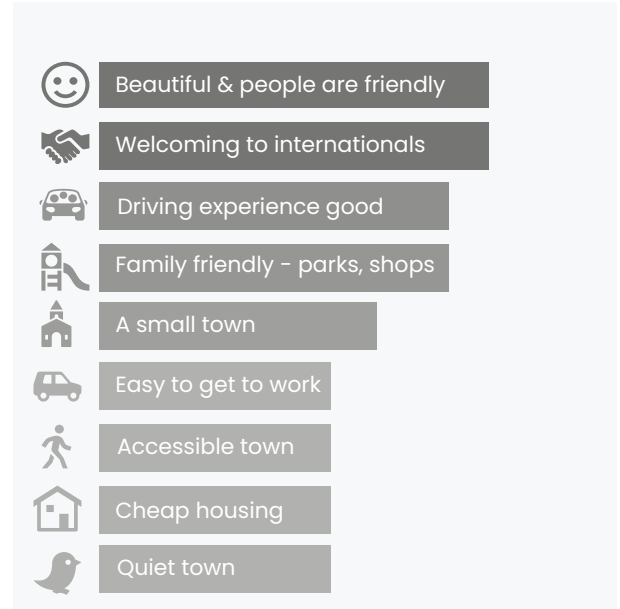 Beautiful & people are friendly
Welcoming to internationals
Driving experience good
Family friendly - parks, shops
A small town
Easy to get to work
Accessible town
Cheap housing
Quiet town